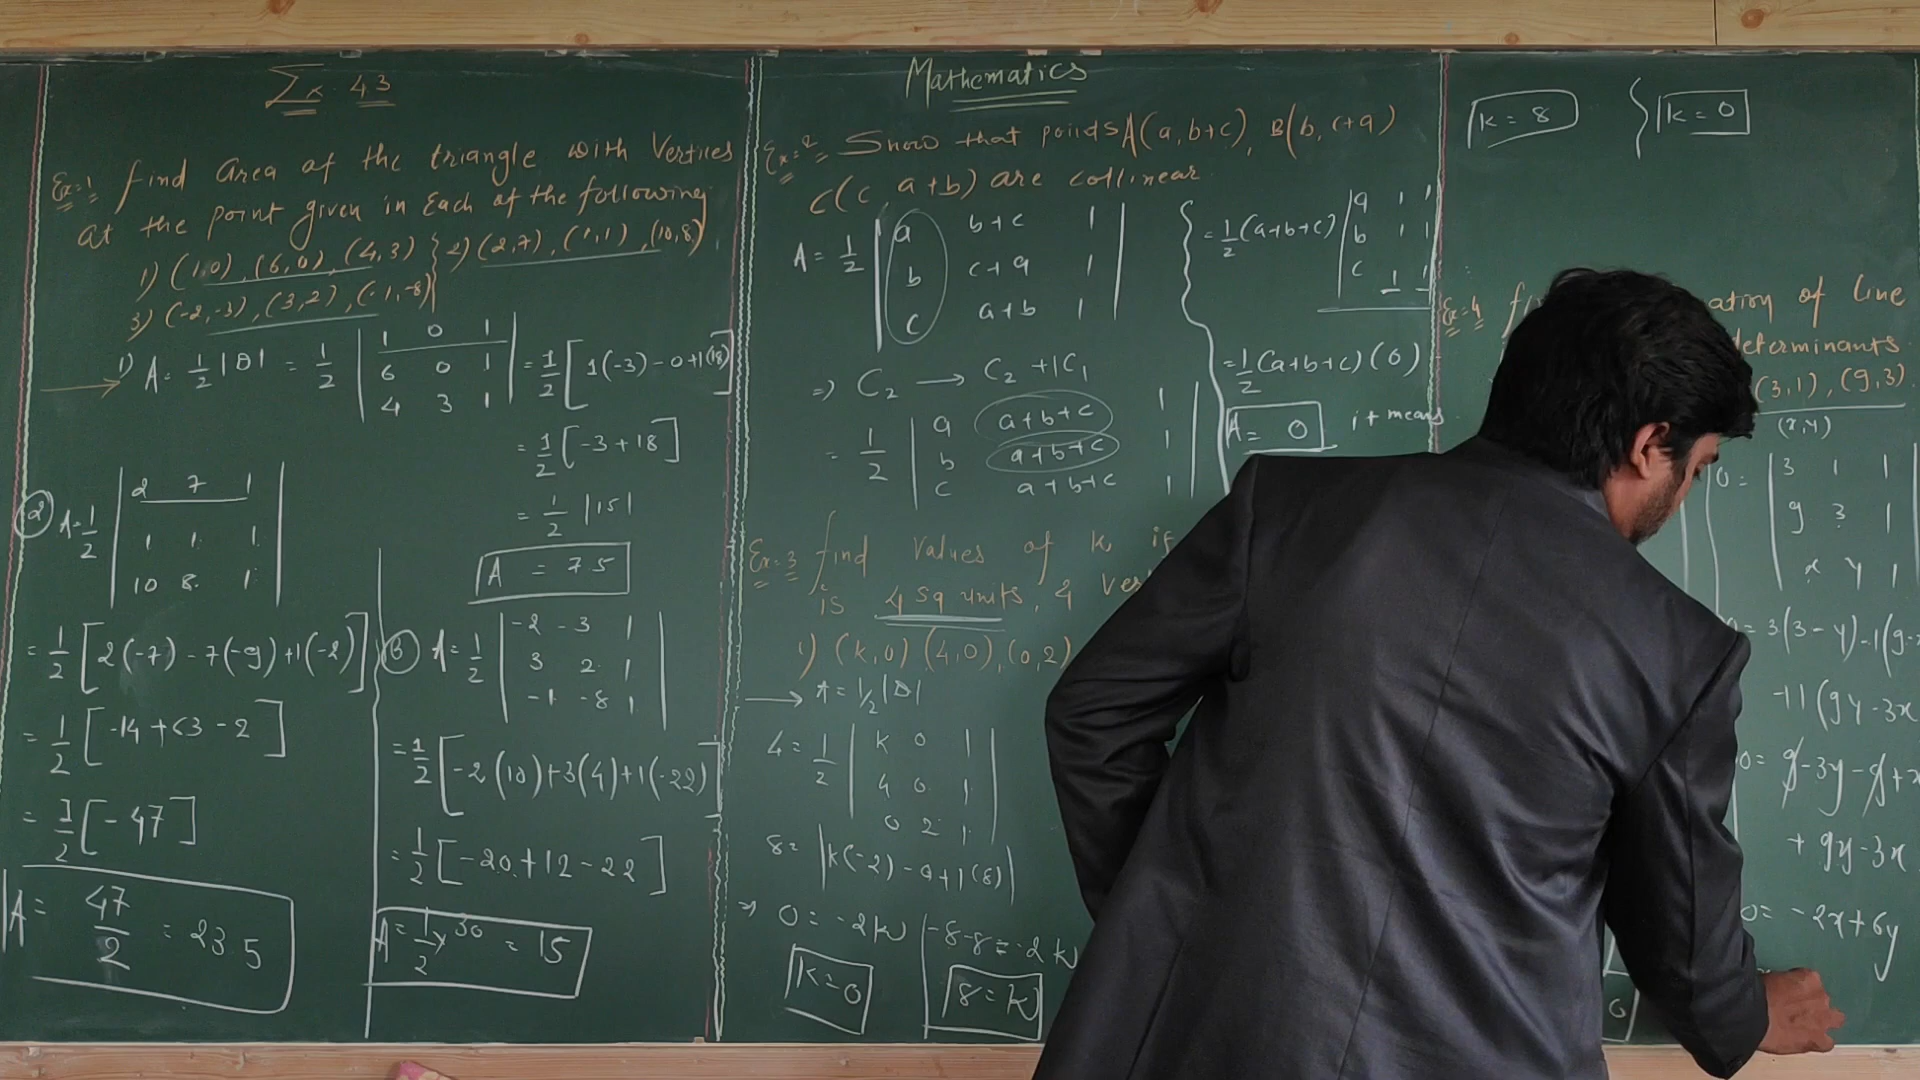 Ex. 4.3
Ex:1 find area of the triangle with Vertices
at the point given in Each of the following
1) (1,0), (6,0), (4,3) } 2) (2,7), (1,1), (10,8)
3) (-2,-3), (3,2), (-1,-8)
1) A = 1/2 |D| = 1/2 | 1 0 1
6 0 1
4 3 1 | = 1/2 [1(-3) - 0 + 1(18)]
= 1/2 [-3 + 18]
= 1/2 |15|
A = 7.5
② A = 1/2 | 2 7 1
1 1 1
10 8 1 |
= 1/2 [2(-7) - 7(-9) + 1(-2)]
= 1/2 [-14 + 63 - 2]
= 1/2 [-47]
A = 47/2 = 23.5
③ A = 1/2 | -2 -3 1
3 2 1
-1 -8 1 |
= 1/2 [-2(10) + 3(4) + 1(-22)]
= 1/2 [-20 + 12 - 22]
A = 1/2 × 30 = 15
Mathematics
Ex:2 Show that points A(a, b+c), B(b, c+a)
C(c, a+b) are collinear
A = 1/2 | a b+c 1
b c+a 1
c a+b 1 |
=> C₂ → C₂ + 1C₁
= 1/2 | a a+b+c 1
b a+b+c 1
c a+b+c 1 |
= 1/2 (a+b+c) | a 1 1
b 1 1
c 1 1 |
= 1/2 (a+b+c) (0)
A = 0 it means
Ex:3 find Values of k if
is 4 sq units, &
1) (k,0) (4,0), (0,2)
→ A = 1/2 |D|
4 = 1/2 | k 0 1
4 0 1
0 2 1 |
8 = |k(-2) - 0 + 1(8)|
=> 0 = -2k | -8-8 = -2k
k = 0 | 8 = k
k = 8 } k = 0
Ex:4 of line
determinants
(3,1), (9,3)
(x,y)
0 = | 3 1 1
9 3 1
x y 1 |
= 3(3-y) - 1(9-
+1(9y-3x
0 = 9-3y-9+x
+ 9y-3x
0 = -2x+6y